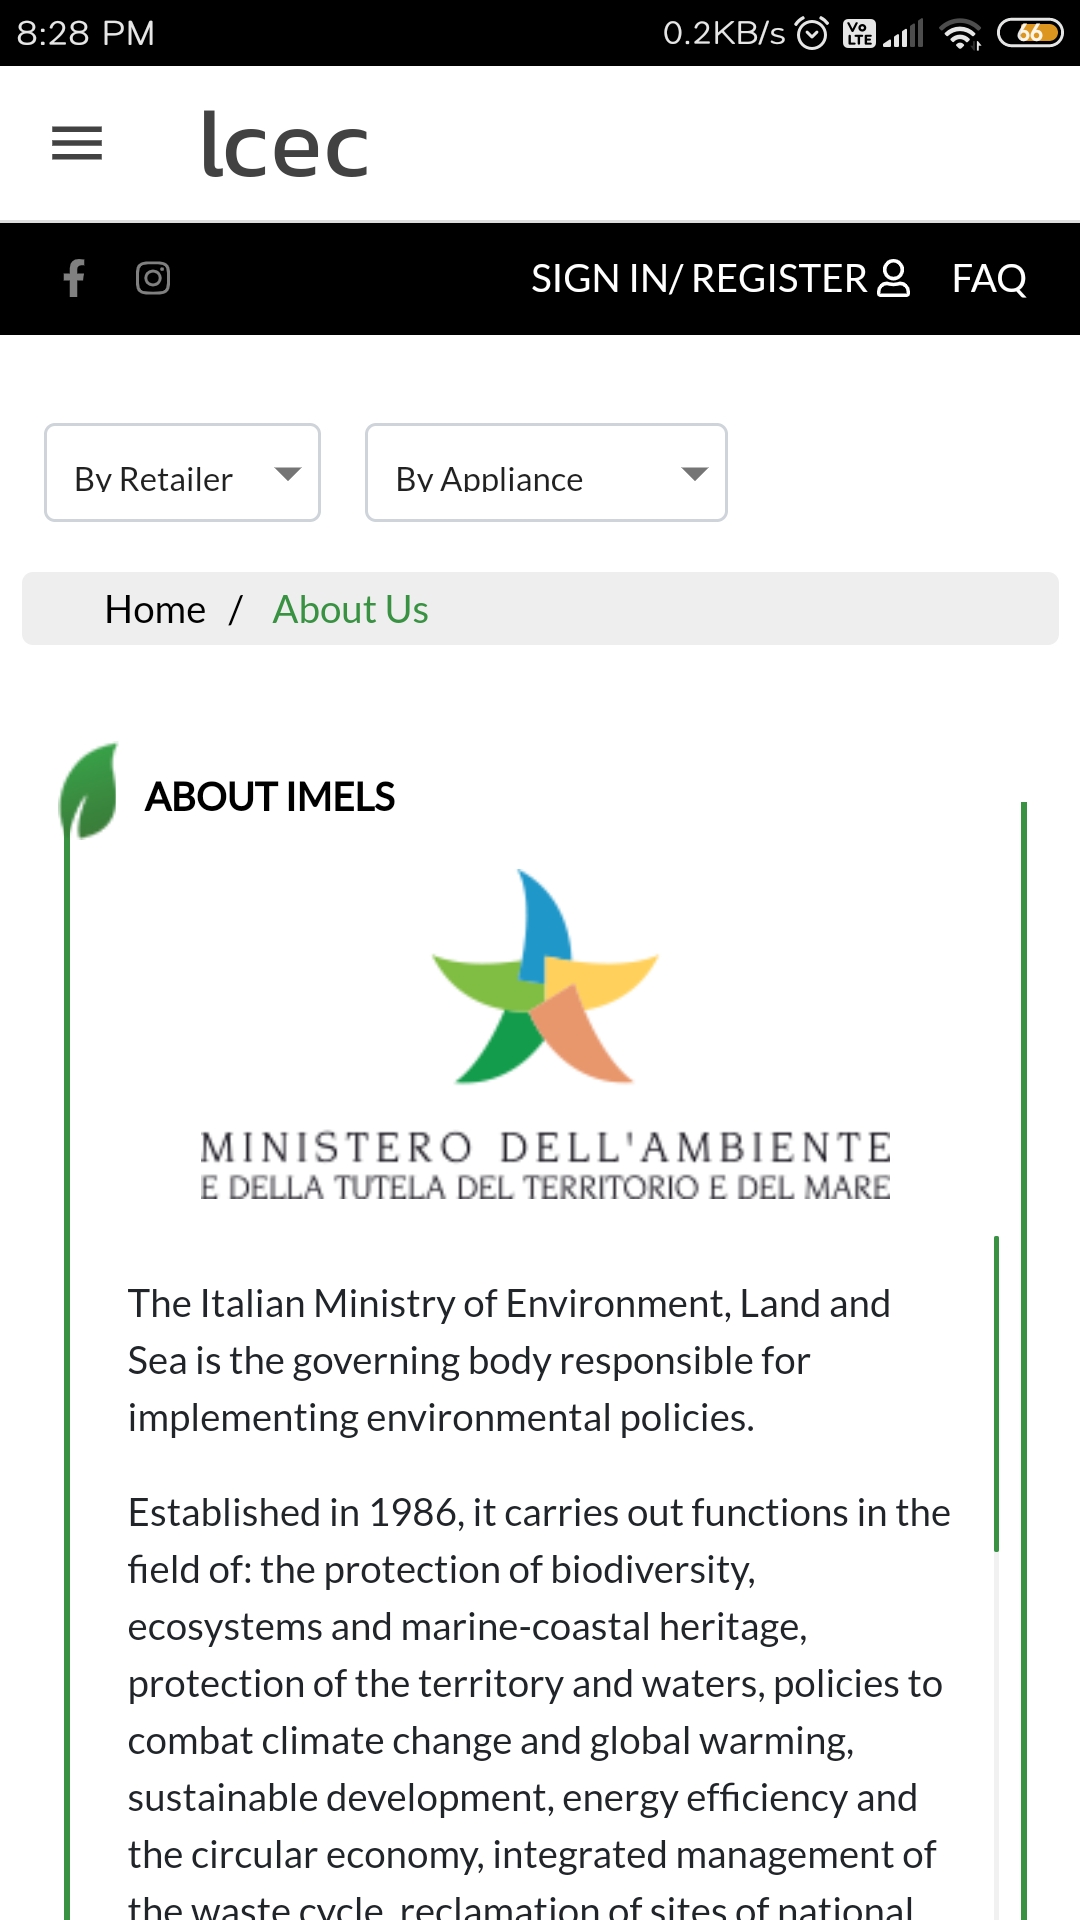 8:28 PM 0.2KB/s Vo LTE 66
lcec
SIGN IN/ REGISTER FAQ
By Retailer By Appliance
Home / About Us
ABOUT IMELS
MINISTERO DELL'AMBIENTE
E DELLA TUTELA DEL TERRITORIO E DEL MARE
The Italian Ministry of Environment, Land and
Sea is the governing body responsible for
implementing environmental policies.
Established in 1986, it carries out functions in the
field of: the protection of biodiversity,
ecosystems and marine-coastal heritage,
protection of the territory and waters, policies to
combat climate change and global warming,
sustainable development, energy efficiency and
the circular economy, integrated management of
the waste cycle, reclamation of sites of national